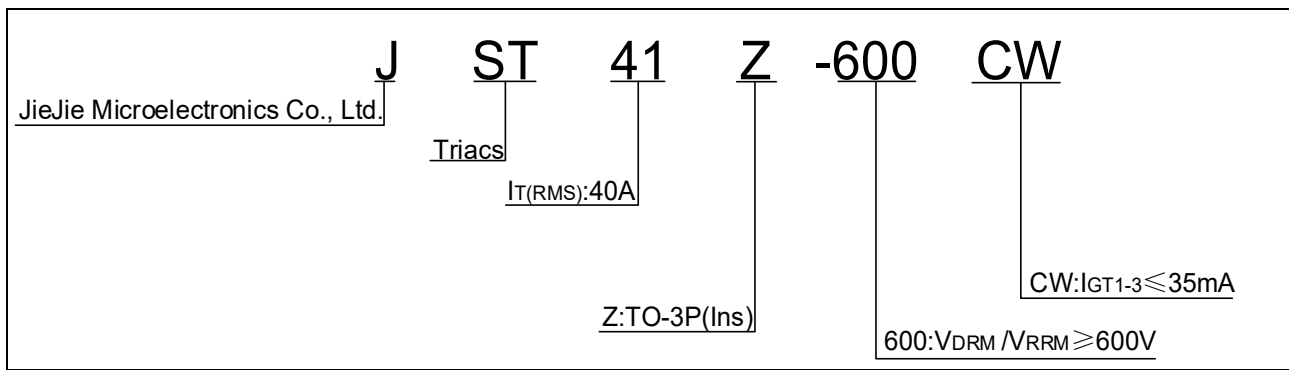 J ST 41 Z -600 CW
JieJie Microelectronics Co., Ltd.
Triacs
IT(RMS):40A
CW:IGT1-3≤35mA
Z:TO-3P(Ins)
600:VDRM /VRRM≥600V